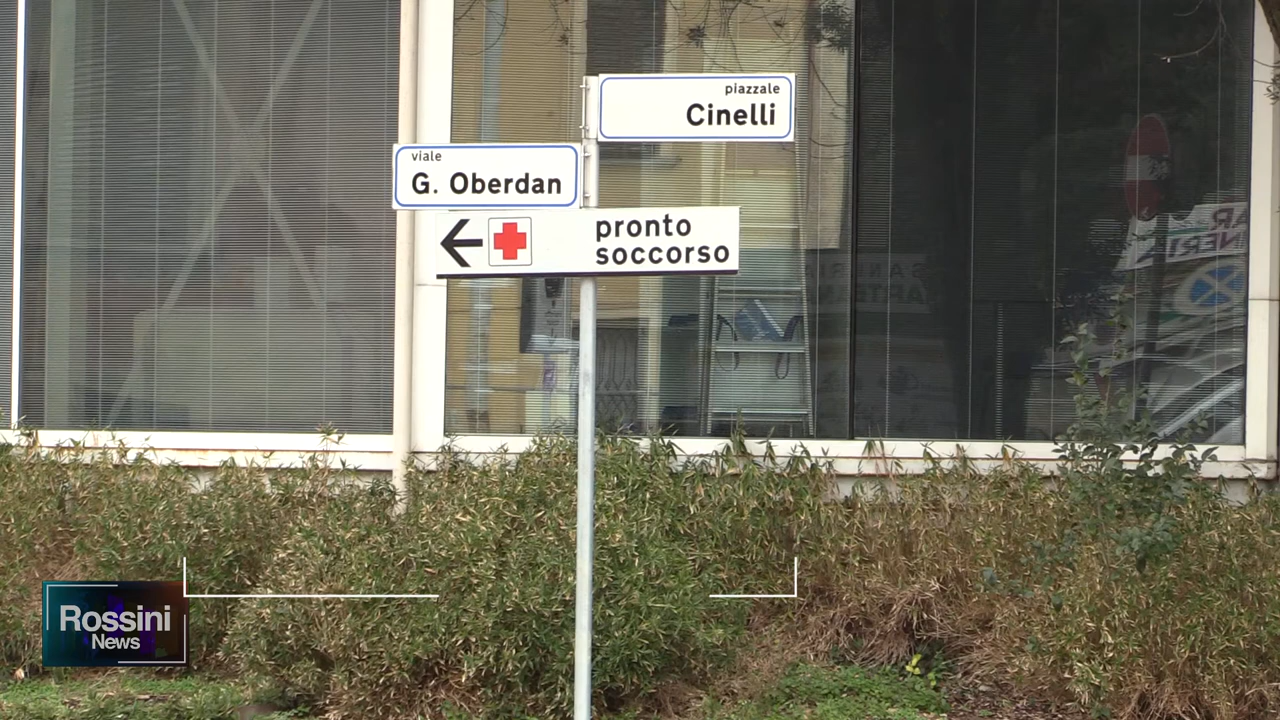 piazzale
Cinelli
viale
G. Oberdan
pronto
soccorso
Rossini
News